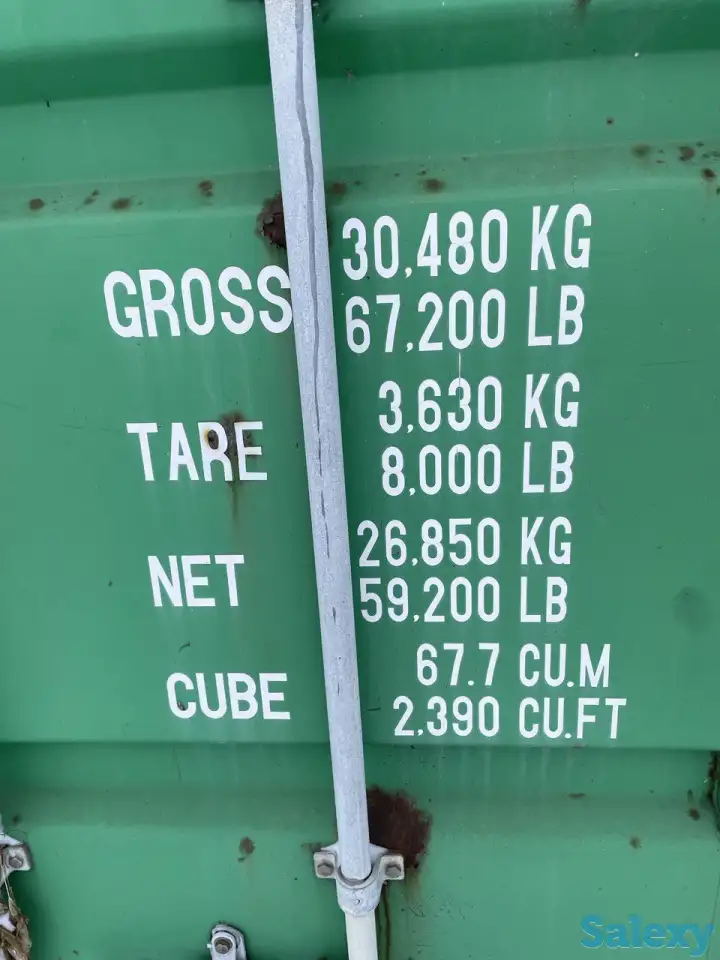 GROSS 30,480 KG
67,200 LB
TARE 3,630 KG
8,000 LB
NET 26,850 KG
59,200 LB
CUBE 67.7 CU.M
2,390 CU.FT
Salexy